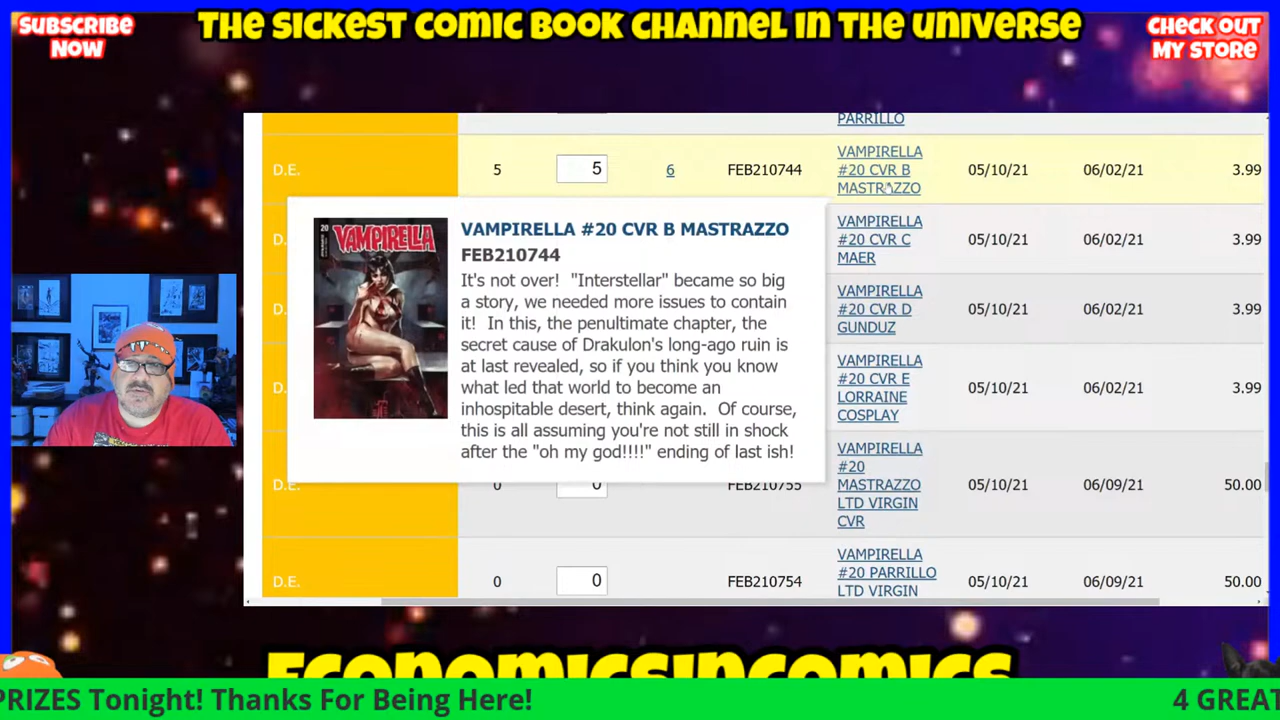 SUBSCRIBE
NOW
THE SICKEST COMIC BOOK CHANNEL IN THE UNIVERSE
CHECK OUT
MY STORE
PARRILLO
D.E. 5 5 6 FEB210744 VAMPIRELLA #20 CVR B MASTRAZZO 05/10/21 06/02/21 3.99
VAMPIRELLA #20 CVR B MASTRAZZO
FEB210744
20 VAMPIRELLA
It's not over! "Interstellar" became so big
a story, we needed more issues to contain
it! In this, the penultimate chapter, the
secret cause of Drakulon's long-ago ruin is
at last revealed, so if you think you know
what led that world to become an
inhospitable desert, think again. Of course,
this is all assuming you're not still in shock
after the "oh my god!!!!" ending of last ish!
VAMPIRELLA
#20 CVR C
MAER
05/10/21 06/02/21 3.99
VAMPIRELLA
#20 CVR D
GUNDUZ
05/10/21 06/02/21 3.99
VAMPIRELLA
#20 CVR E
LORRAINE
COSPLAY
05/10/21 06/02/21 3.99
D.E. 0 0 FEB210755
VAMPIRELLA
#20
MASTRAZZO
LTD VIRGIN
CVR
05/10/21 06/09/21 50.00
D.E. 0 0 FEB210754
VAMPIRELLA
#20 PARRILLO
LTD VIRGIN
05/10/21 06/09/21 50.00
ECONOMICSINCOMICS
PRIZES Tonight! Thanks For Being Here! 4 GREAT